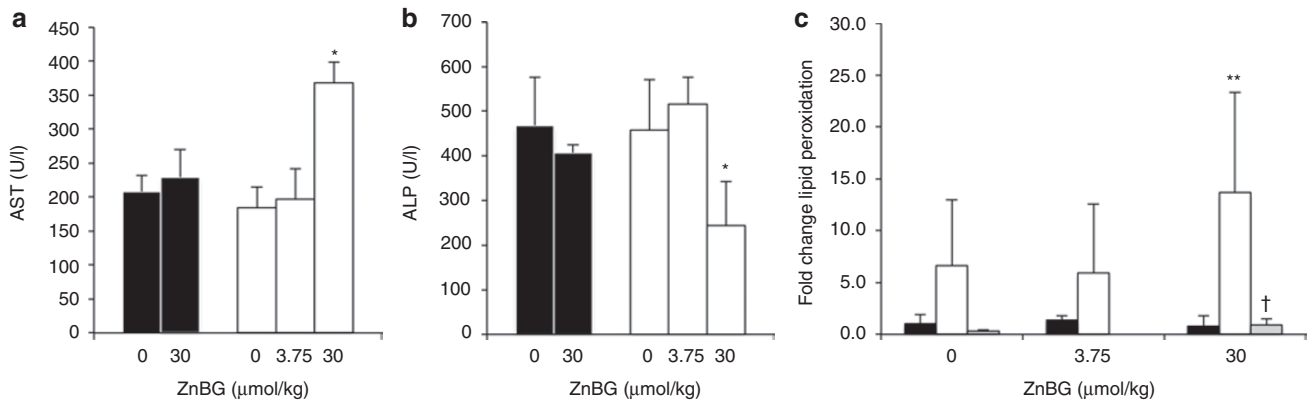 a
450
400
350
300
250
200
150
100
50
0
AST (U/l)
*
0 30 0 3.75 30
ZnBG (μmol/kg)
b
700
600
500
400
300
200
100
0
ALP (U/l)
*
0 30 0 3.75 30
ZnBG (μmol/kg)
c
30.0
25.0
20.0
15.0
10.0
5.0
0.0
Fold change lipid peroxidation
**
†
0 3.75 30
ZnBG (μmol/kg)